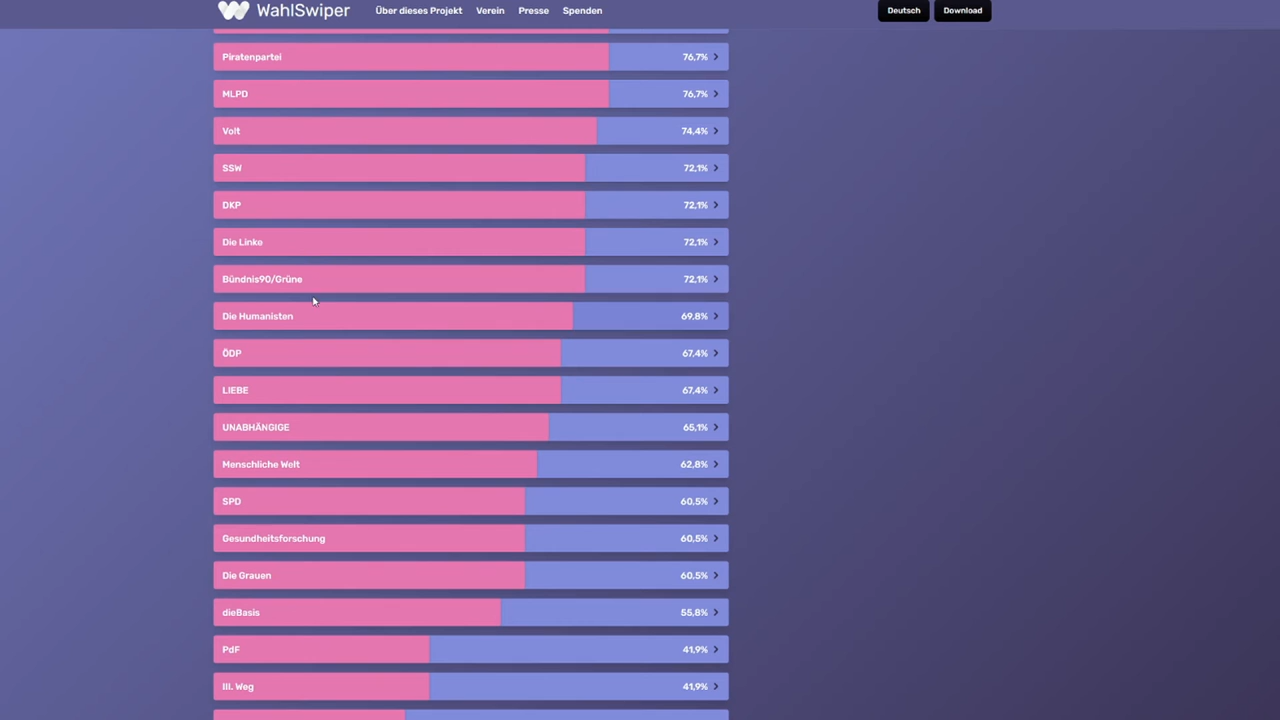 WahlSwiper Über dieses Projekt Verein Presse Spenden Deutsch Download
Piratenpartei 76,7%
MLPD 76,7%
Volt 74,4%
SSW 72,1%
DKP 72,1%
Die Linke 72,1%
Bündnis90/Grüne 72,1%
Die Humanisten 69,8%
ÖDP 67,4%
LIEBE 67,4%
UNABHÄNGIGE 65,1%
Menschliche Welt 62,8%
SPD 60,5%
Gesundheitsforschung 60,5%
Die Grauen 60,5%
dieBasis 55,8%
PdF 41,9%
III. Weg 41,9%